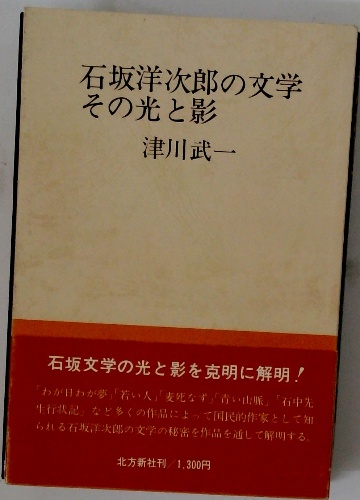 石坂洋次郎の文学
その光と影
津川武一
石坂文学の光と影を克明に解明!
「わが日わが夢」「若い人」「麦死なず」「青い山脈」「石中先
生行状記」など多くの作品によって国民的作家として知
られる石坂洋次郎の文学の秘密を作品を通して解明する。
北方新社刊/1,300円